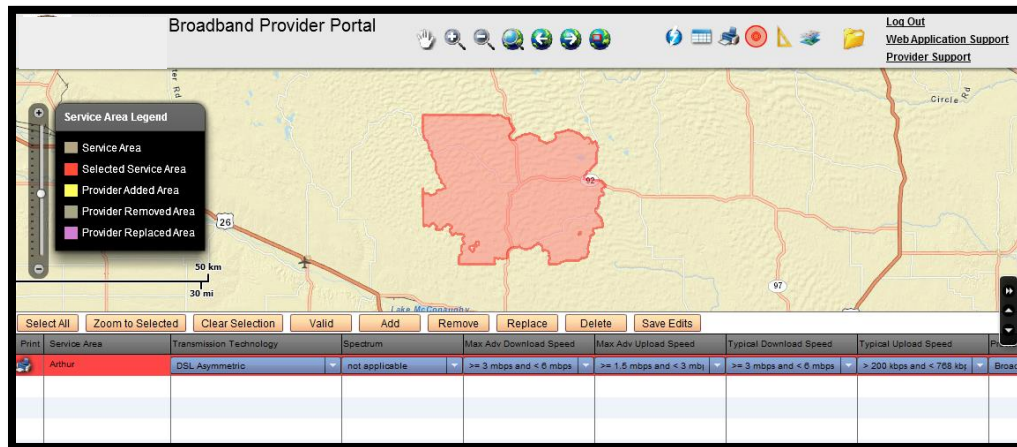 Broadband Provider Portal
Log Out
Web Application Support
Provider Support
Circle Rd
Service Area Legend
Service Area
Selected Service Area
Provider Added Area
Provider Removed Area
Provider Replaced Area
92
26
50 km
30 mi
97
Lake McConaughy
Select All Zoom to Selected Clear Selection Valid Add Remove Replace Delete Save Edits
Print Service Area Transmission Technology Spectrum Max Adv Download Speed Max Adv Upload Speed Typical Download Speed Typical Upload Speed
Arthur DSL Asymmetric not applicable >= 3 mbps and < 6 mbps >= 1.5 mbps and < 3 mb >= 3 mbps and < 6 mbps > 200 kbps and < 768 kb Broad